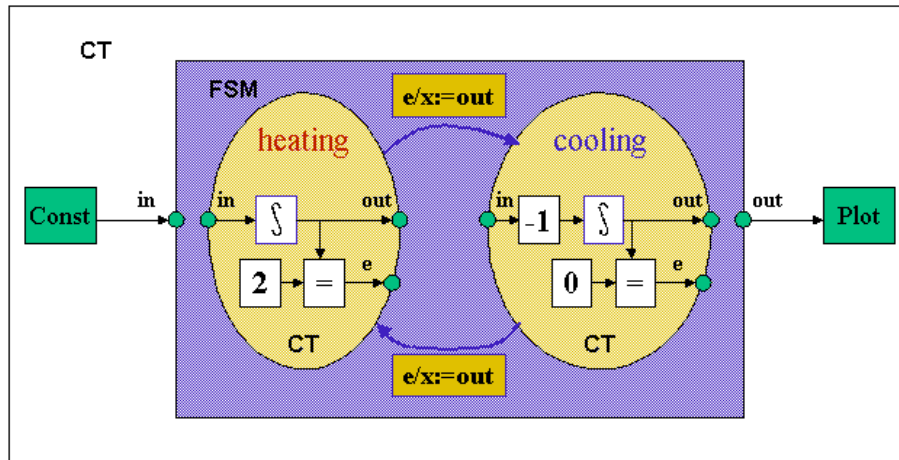 CT
FSM
e/x:=out
heating
cooling
in
in
out
in
out
out
Const
∫
-1
∫
Plot
e
e
2
=
0
=
CT
CT
e/x:=out